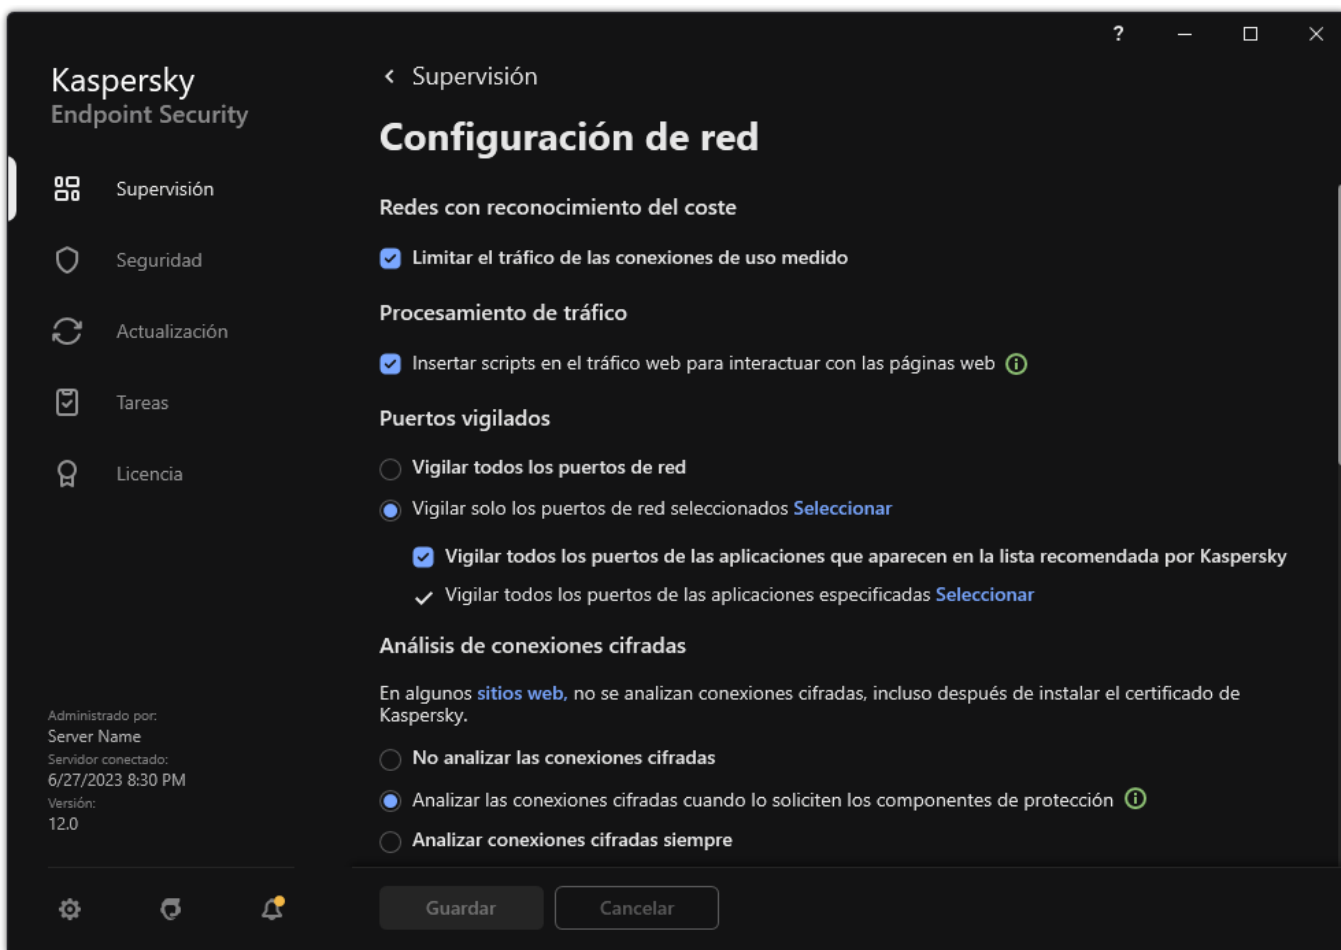 ?
Kaspersky
Endpoint Security
Supervisión
Seguridad
Actualización
Tareas
Licencia
Administrado por:
Server Name
Servidor conectado:
6/27/2023 8:30 PM
Versión:
12.0
Supervisión
Configuración de red
Redes con reconocimiento del coste
Limitar el tráfico de las conexiones de uso medido
Procesamiento de tráfico
Insertar scripts en el tráfico web para interactuar con las páginas web
Puertos vigilados
Vigilar todos los puertos de red
Vigilar solo los puertos de red seleccionados Seleccionar
Vigilar todos los puertos de las aplicaciones que aparecen en la lista recomendada por Kaspersky
Vigilar todos los puertos de las aplicaciones especificadas Seleccionar
Análisis de conexiones cifradas
En algunos sitios web, no se analizan conexiones cifradas, incluso después de instalar el certificado de
Kaspersky.
No analizar las conexiones cifradas
Analizar las conexiones cifradas cuando lo soliciten los componentes de protección
Analizar conexiones cifradas siempre
Guardar
Cancelar